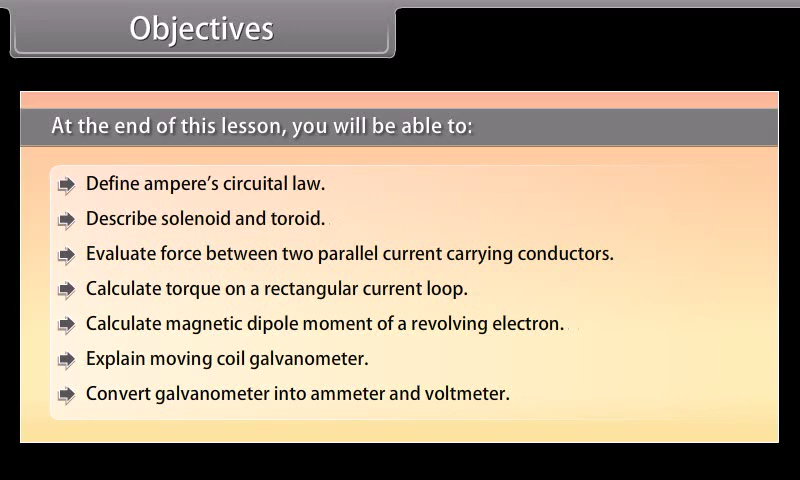 Objectives
At the end of this lesson, you will be able to:
Define ampere's circuital law.
Describe solenoid and toroid.
Evaluate force between two parallel current carrying conductors.
Calculate torque on a rectangular current loop.
Calculate magnetic dipole moment of a revolving electron.
Explain moving coil galvanometer.
Convert galvanometer into ammeter and voltmeter.